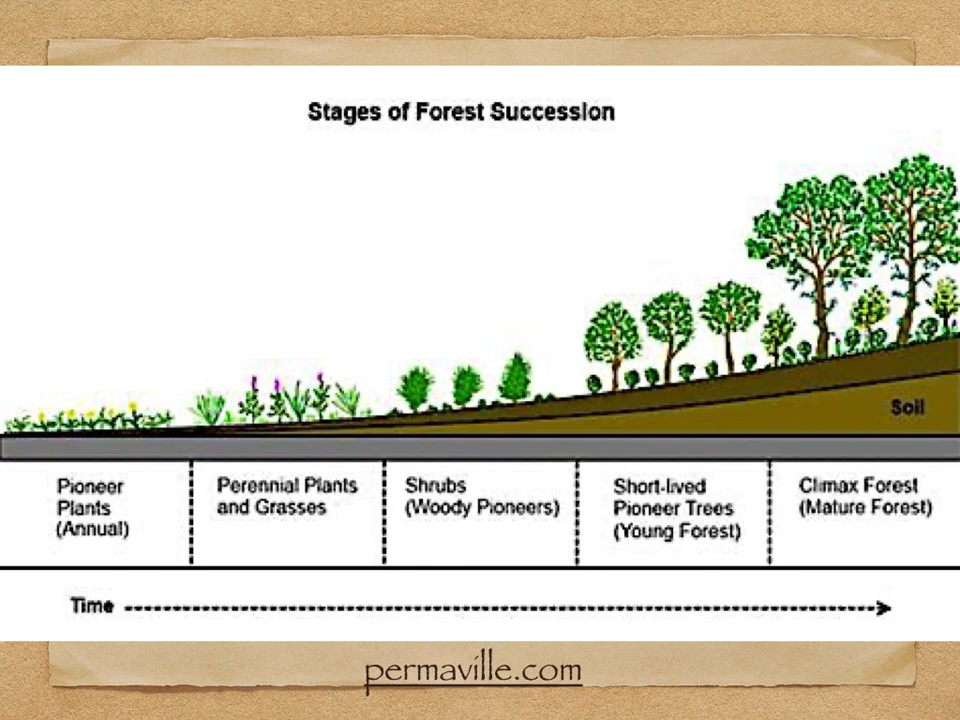 Stages of Forest Succession
Soil
Pioneer
Plants
(Annual)
Perennial Plants
and Grasses
Shrubs
(Woody Pioneers)
Short-lived
Pioneer Trees
(Young Forest)
Climax Forest
(Mature Forest)
Time
permaville.com